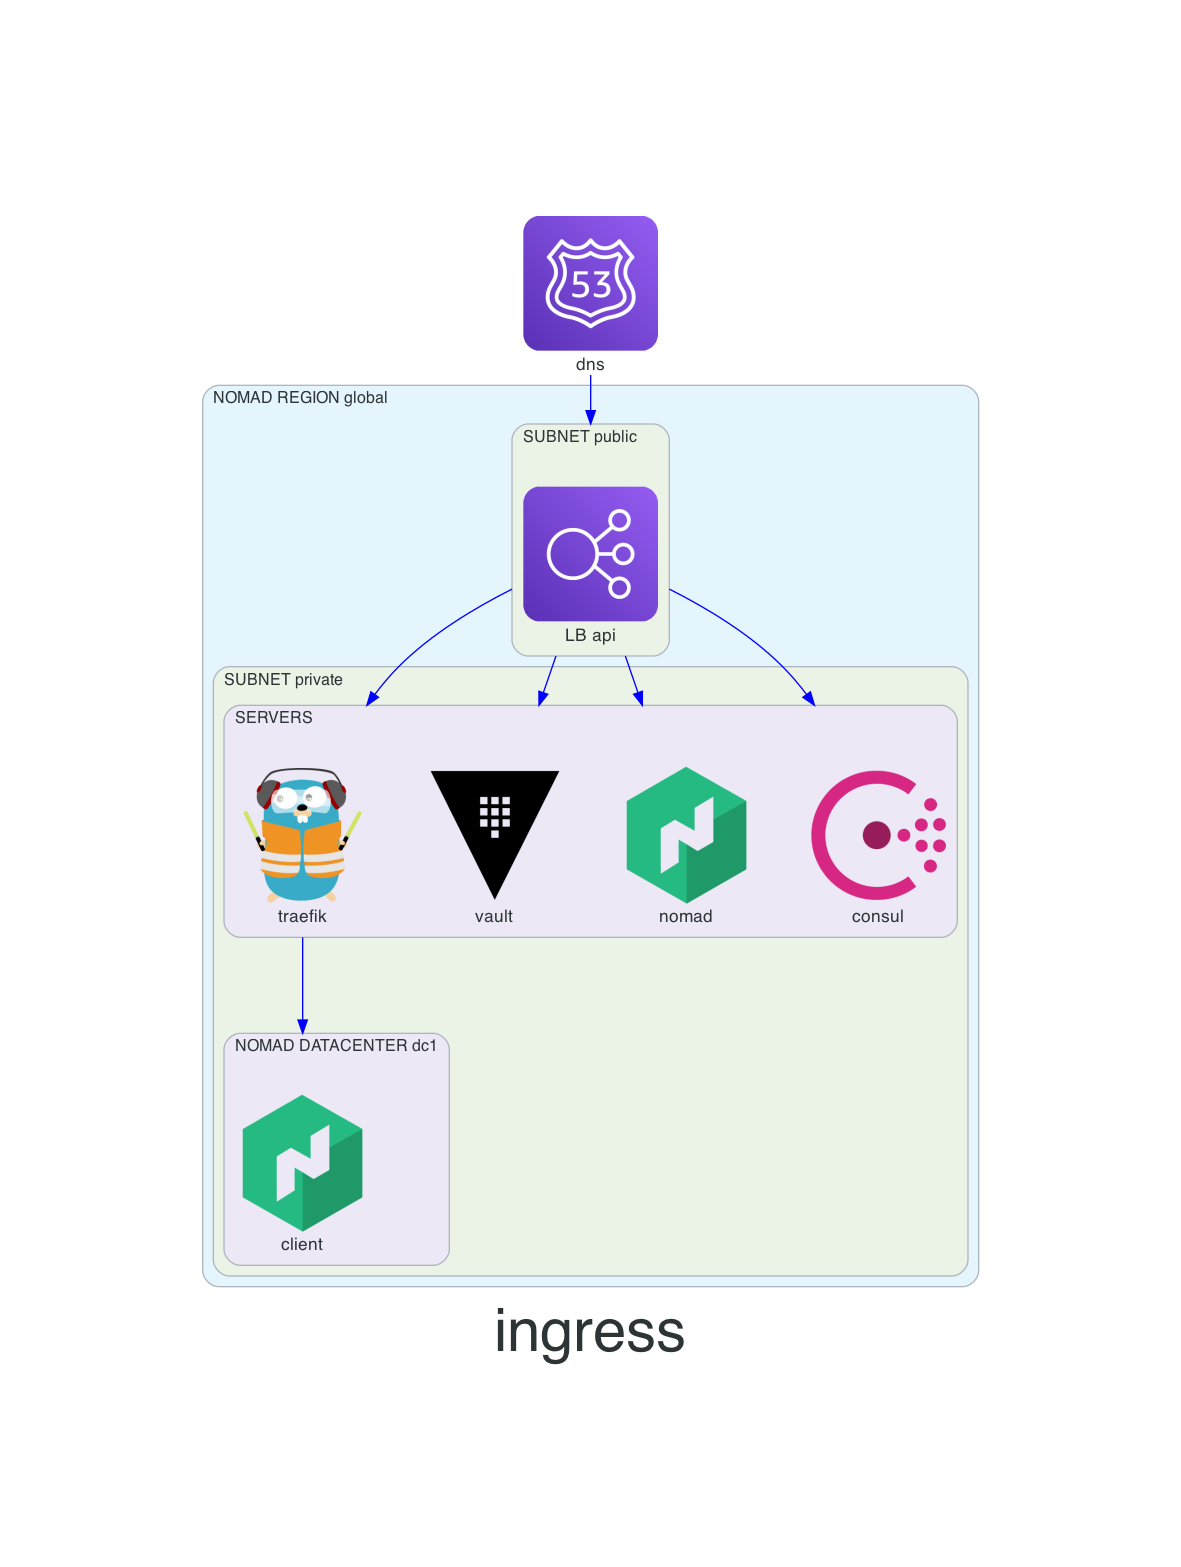 53
dns
NOMAD REGION global
SUBNET public
LB api
SUBNET private
SERVERS
traefik
vault
nomad
consul
NOMAD DATACENTER dc1
client
ingress